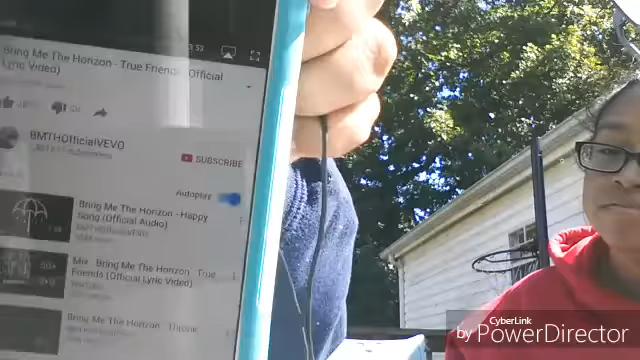 3:53
Bring Me The Horizon - True Friends (Official
Lyric Video)
BMTHOfficialVEVO
SUBSCRIBE
Autoplay
Bring Me The Horizon - Happy
Song (Official Audio)
Mix - Bring Me The Horizon - True
Friends (Official Lyric Video)
Bring Me The Horizon - Throne
CyberLink
by PowerDirector